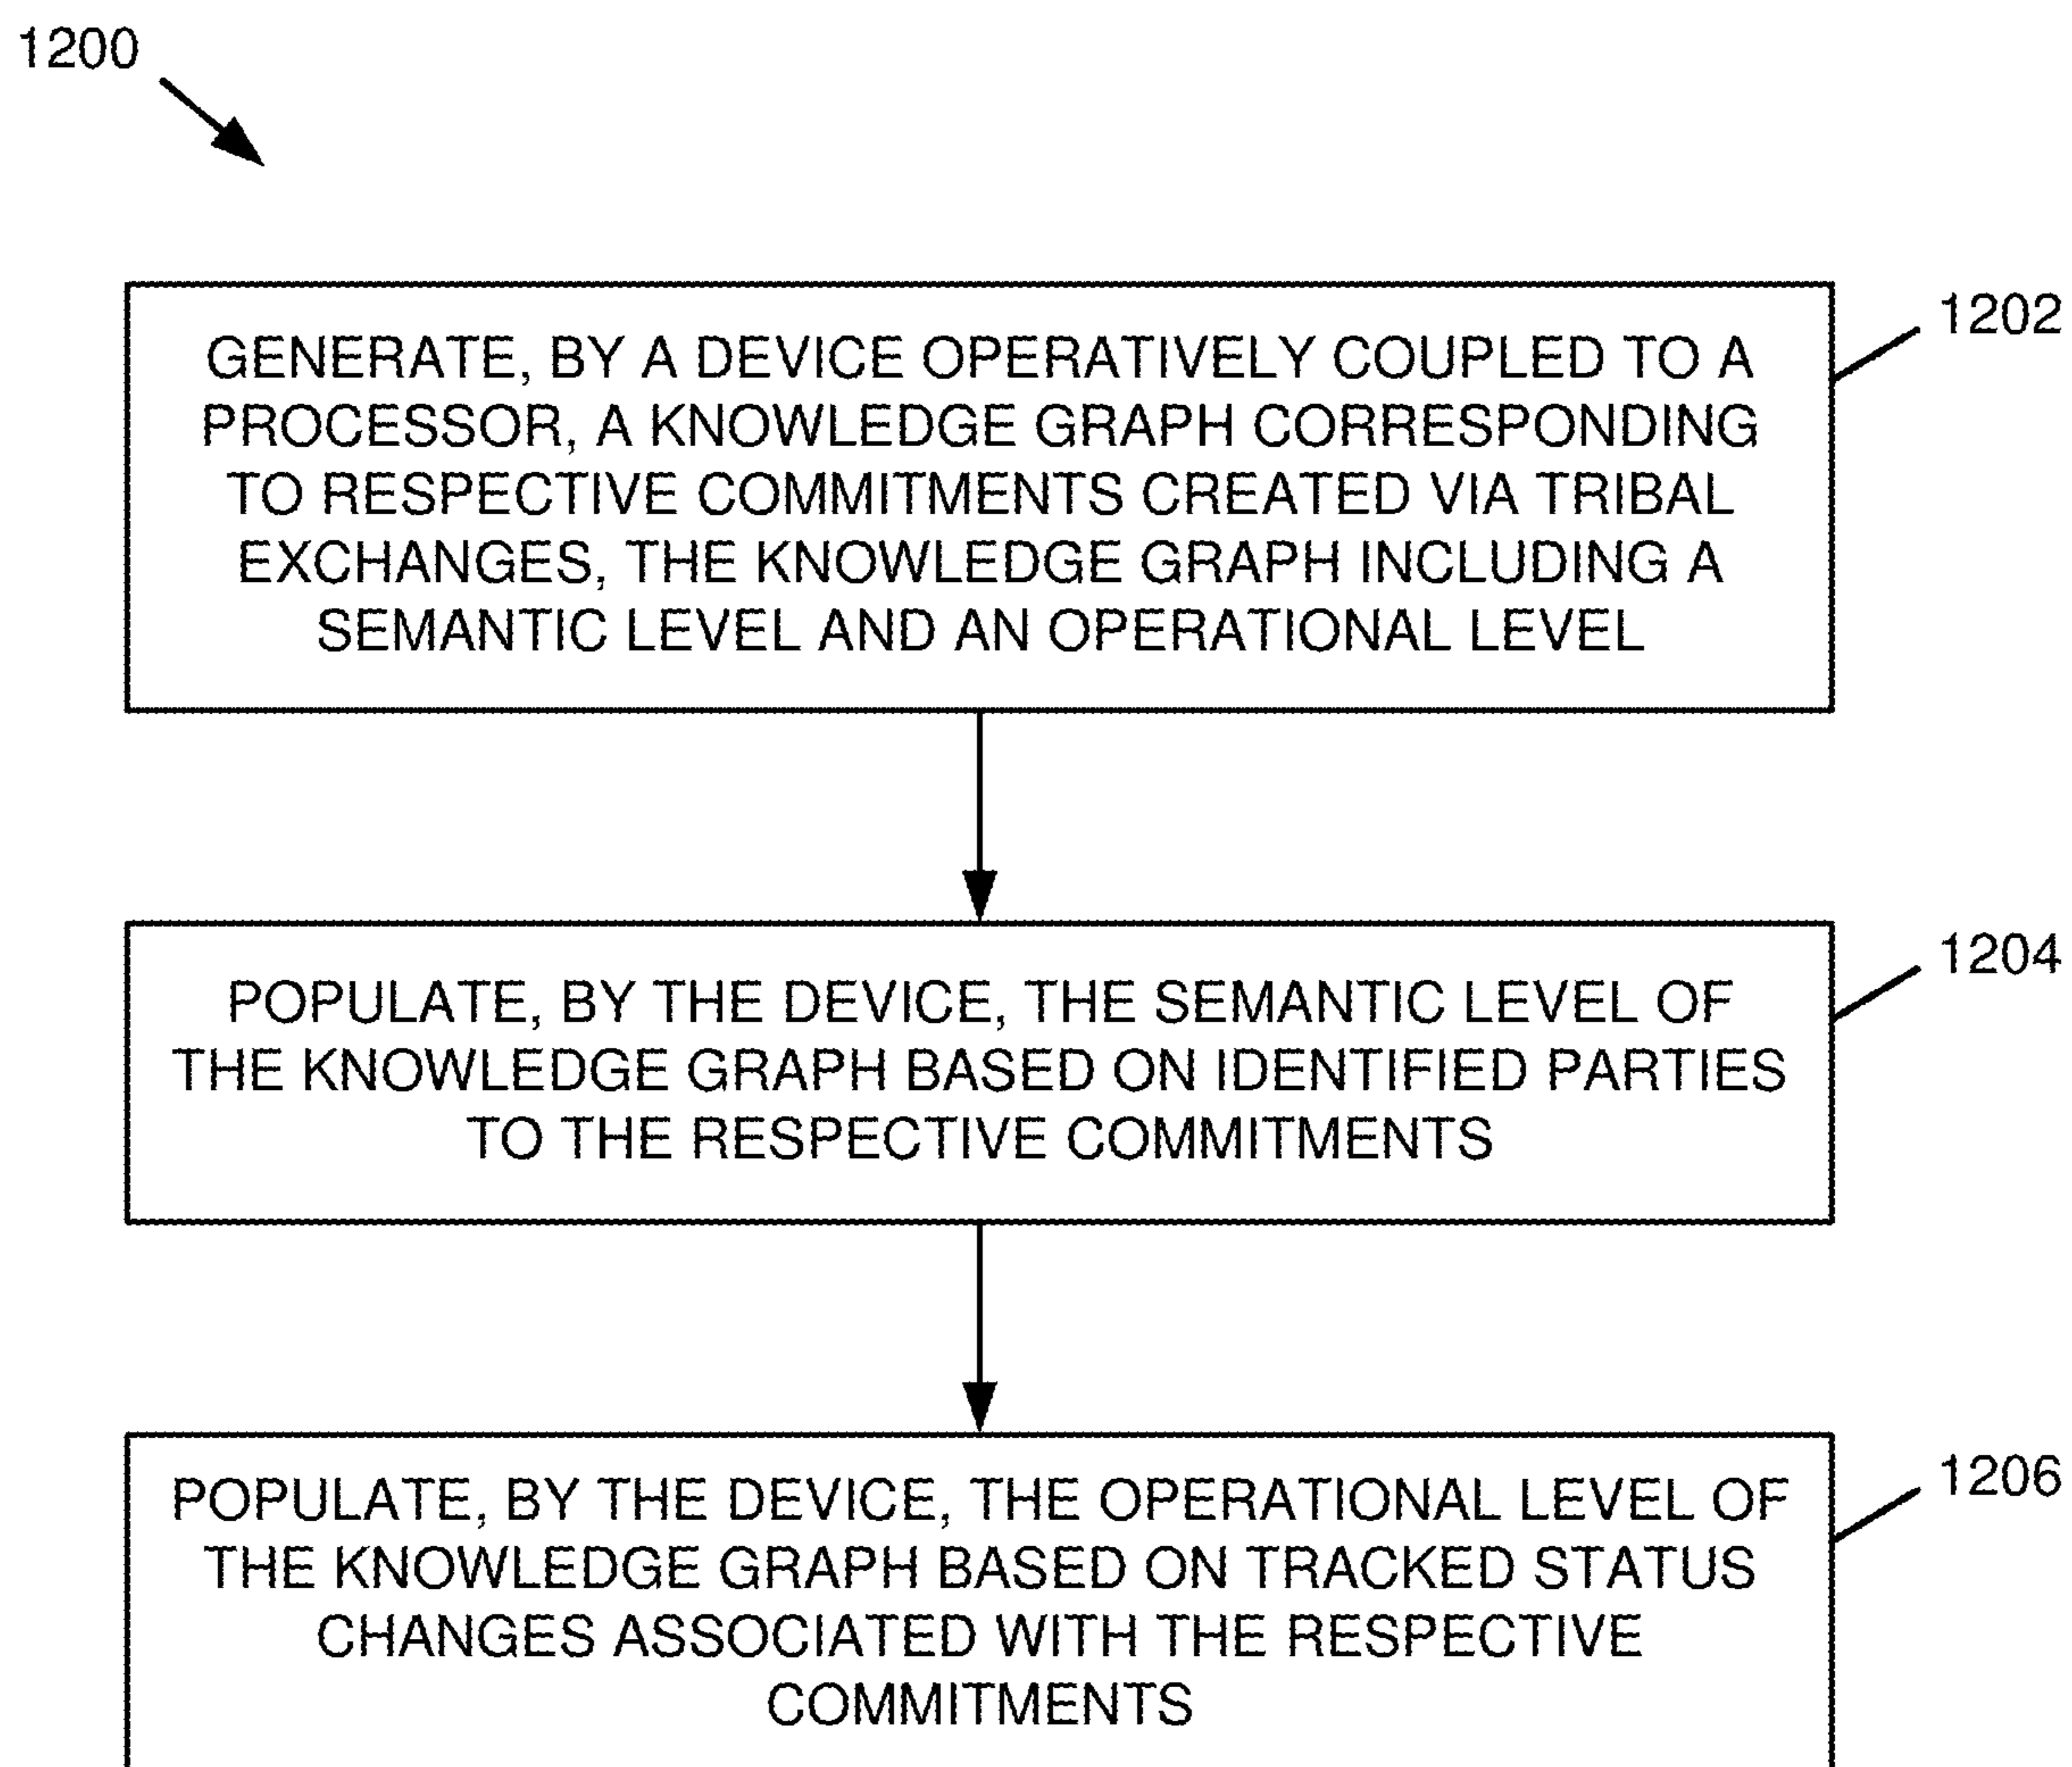 1200
1202
GENERATE, BY A DEVICE OPERATIVELY COUPLED TO A
PROCESSOR, A KNOWLEDGE GRAPH CORRESPONDING
TO RESPECTIVE COMMITMENTS CREATED VIA TRIBAL
EXCHANGES, THE KNOWLEDGE GRAPH INCLUDING A
SEMANTIC LEVEL AND AN OPERATIONAL LEVEL
1204
POPULATE, BY THE DEVICE, THE SEMANTIC LEVEL OF
THE KNOWLEDGE GRAPH BASED ON IDENTIFIED PARTIES
TO THE RESPECTIVE COMMITMENTS
1206
POPULATE, BY THE DEVICE, THE OPERATIONAL LEVEL OF
THE KNOWLEDGE GRAPH BASED ON TRACKED STATUS
CHANGES ASSOCIATED WITH THE RESPECTIVE
COMMITMENTS